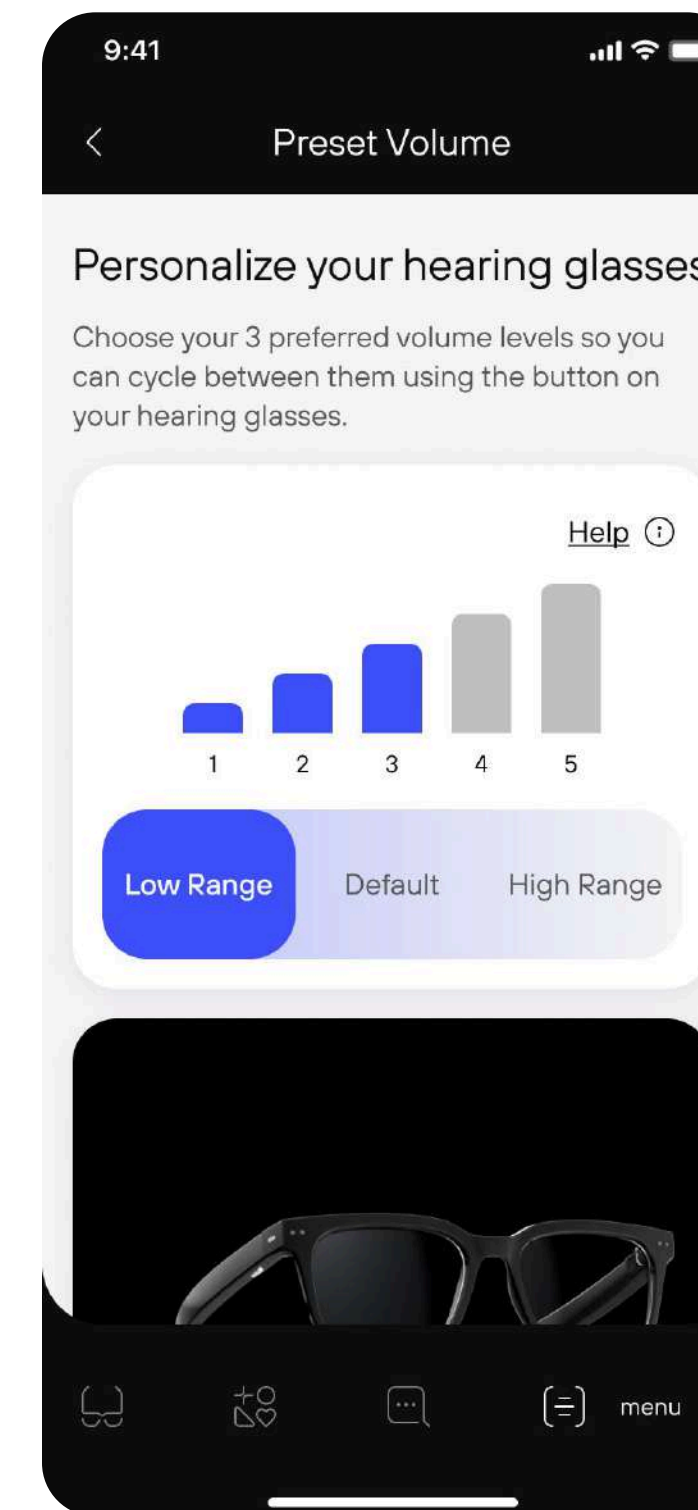 9:41
Preset Volume
Personalize your hearing glasses
Choose your 3 preferred volume levels so you
can cycle between them using the button on
your hearing glasses.
Help
1 2 3 4 5
Low Range Default High Range
menu